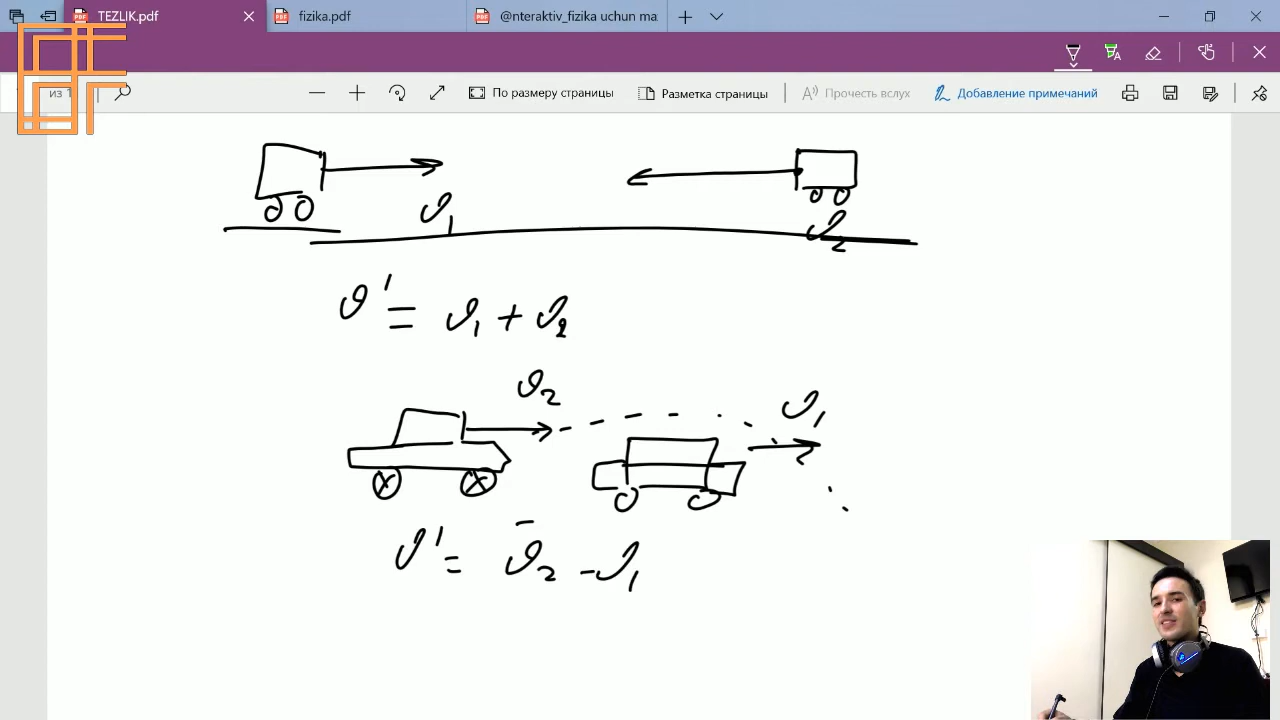 TEZLIK.pdf
fizika.pdf
@nteraktiv_fizika uchun ma
из 1
По размеру страницы
Разметка страницы
Прочесть вслух
Добавление примечаний
ϑ₁
ϑ₂
ϑ' = ϑ₁ + ϑ₂
ϑ₂
ϑ₁
ϑ' = ϑ₂ - ϑ₁